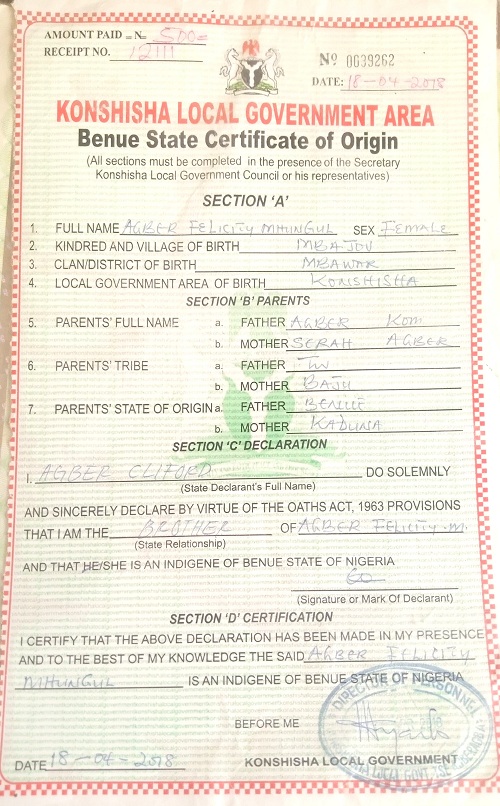 AMOUNT PAID =N= 500=
RECEIPT NO. 12111
Nº 0039262
DATE: 18-04-2018
KONSHISHA LOCAL GOVERNMENT AREA
Benue State Certificate of Origin
(All sections must be completed in the presence of the Secretary
Konshisha Local Government Council or his representatives)
SECTION 'A'
1. FULL NAME AGBER FELICITY MHUNGUL SEX FEMALE
2. KINDRED AND VILLAGE OF BIRTH MBAJOV
3. CLAN/DISTRICT OF BIRTH MBAWAR
4. LOCAL GOVERNMENT AREA OF BIRTH KONSHISHA
SECTION 'B' PARENTS
5. PARENTS' FULL NAME a. FATHER AGBER KOM
b. MOTHER SERAH AGBER
6. PARENTS' TRIBE a. FATHER TIV
b. MOTHER BAJU
7. PARENTS' STATE OF ORIGIN a. FATHER BENUE
b. MOTHER KADUNA
SECTION 'C' DECLARATION
I. AGBER CLIFORD DO SOLEMNLY
(State Declarant's Full Name)
AND SINCERELY DECLARE BY VIRTUE OF THE OATHS ACT, 1963 PROVISIONS
THAT I AM THE BROTHER OF AGBER FELICITY .M.
(State Relationship)
AND THAT HE/SHE IS AN INDIGENE OF BENUE STATE OF NIGERIA
(Signature or Mark Of Declarant)
SECTION 'D' CERTIFICATION
I CERTIFY THAT THE ABOVE DECLARATION HAS BEEN MADE IN MY PRESENCE
AND TO THE BEST OF MY KNOWLEDGE THE SAID AGBER FELICITY
MHUNGUL IS AN INDIGENE OF BENUE STATE OF NIGERIA
DIRECTOR PERSONNEL
BEFORE ME
DATE 18-04-2018 KONSHISHA LOCAL GOVERNMENT
LOCAL GOVT. TSE